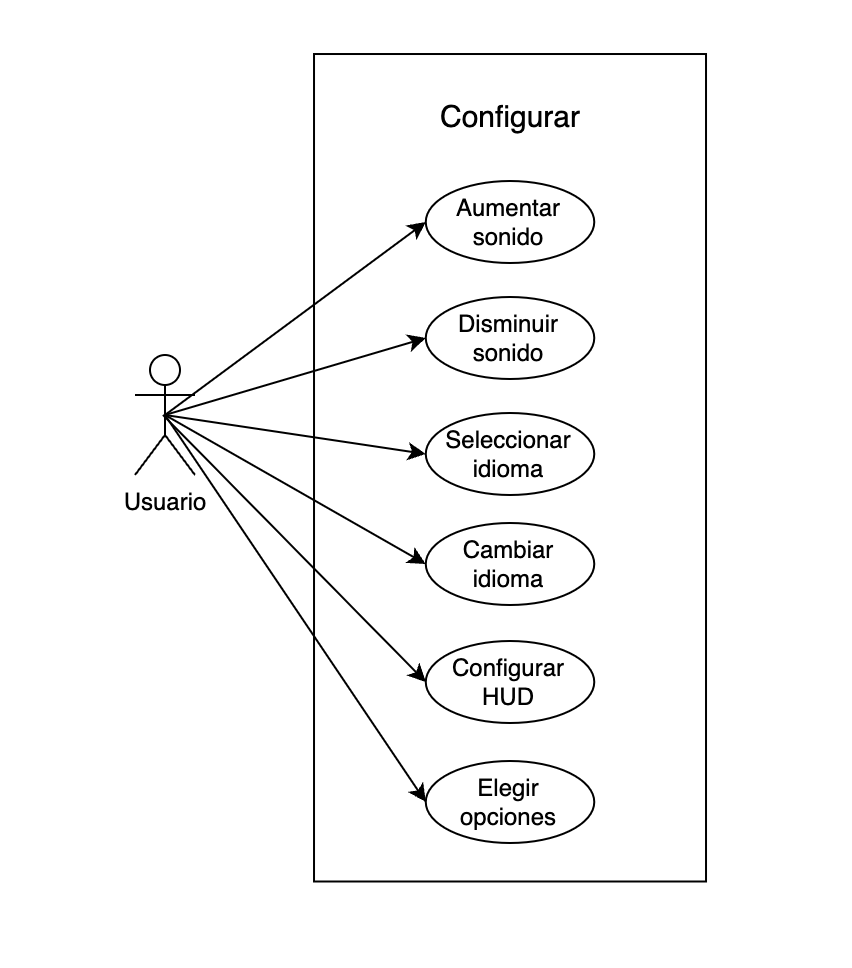 Configurar
Aumentar
sonido
Disminuir
sonido
Seleccionar
idioma
Usuario
Cambiar
idioma
Configurar
HUD
Elegir
opciones